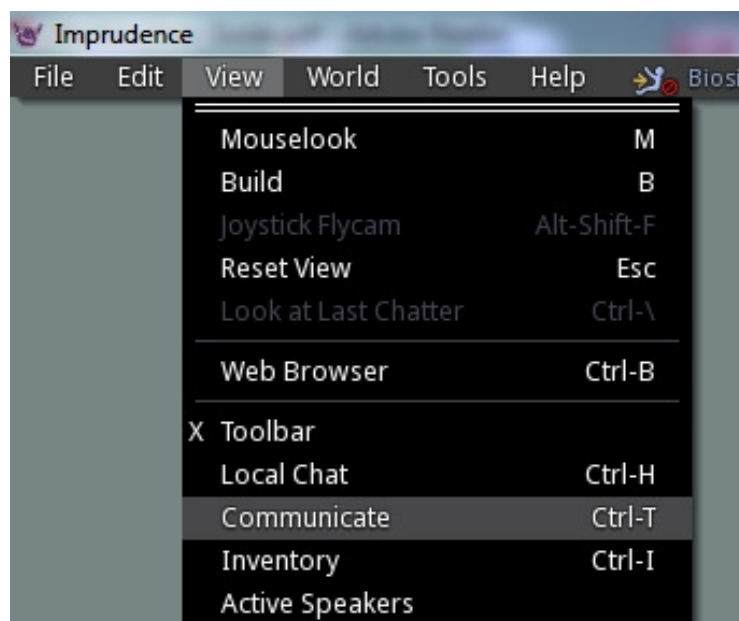 Imprudence
File Edit View World Tools Help Biosi
Mouselook M
Build B
Joystick Flycam Alt-Shift-F
Reset View Esc
Look at Last Chatter Ctrl-\
Web Browser Ctrl-B
X Toolbar
Local Chat Ctrl-H
Communicate Ctrl-T
Inventory Ctrl-I
Active Speakers